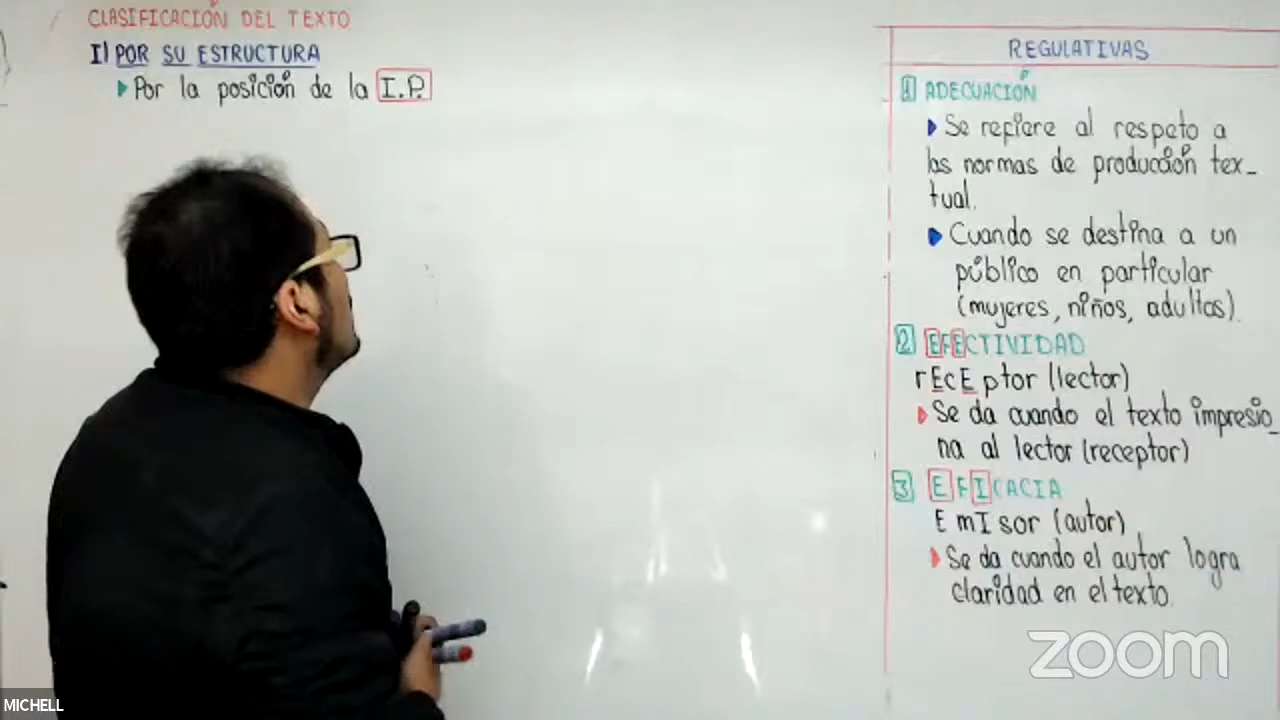 CLASIFICACIÓN DEL TEXTO
I) POR SU ESTRUCTURA
Por la posición de la I.P.
REGULATIVAS
1 ADECUACIÓN
Se refiere al respeto a
las normas de producción tex-
tual.
Cuando se destina a un
público en particular
(mujeres, niños, adultos).
2 EFECTIVIDAD
rEcEptor (lector)
Se da cuando el texto impresio_
na al lector (receptor)
3 EFICACIA
EmIsor (autor)
Se da cuando el autor logra
claridad en el texto.
zoom
MICHELL